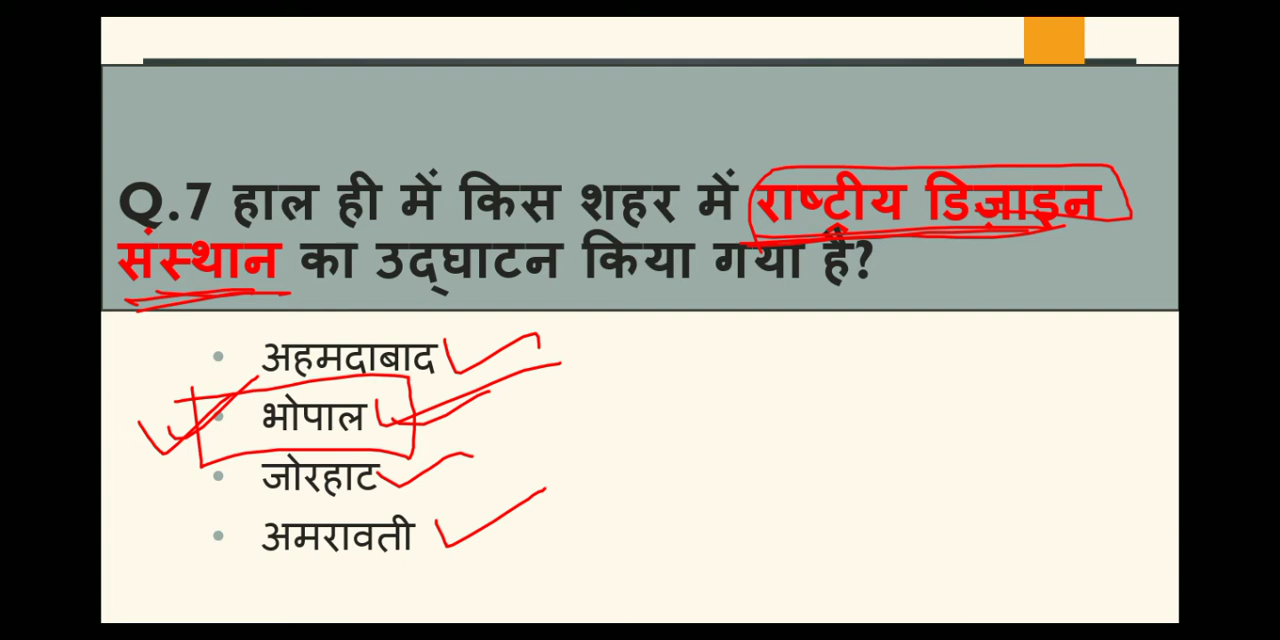 Q.7 हाल ही में किस शहर में राष्ट्रीय डिज़ाइन
संस्थान का उद्घाटन किया गया है?
• अहमदाबाद
• भोपाल
• जोरहाट
• अमरावती